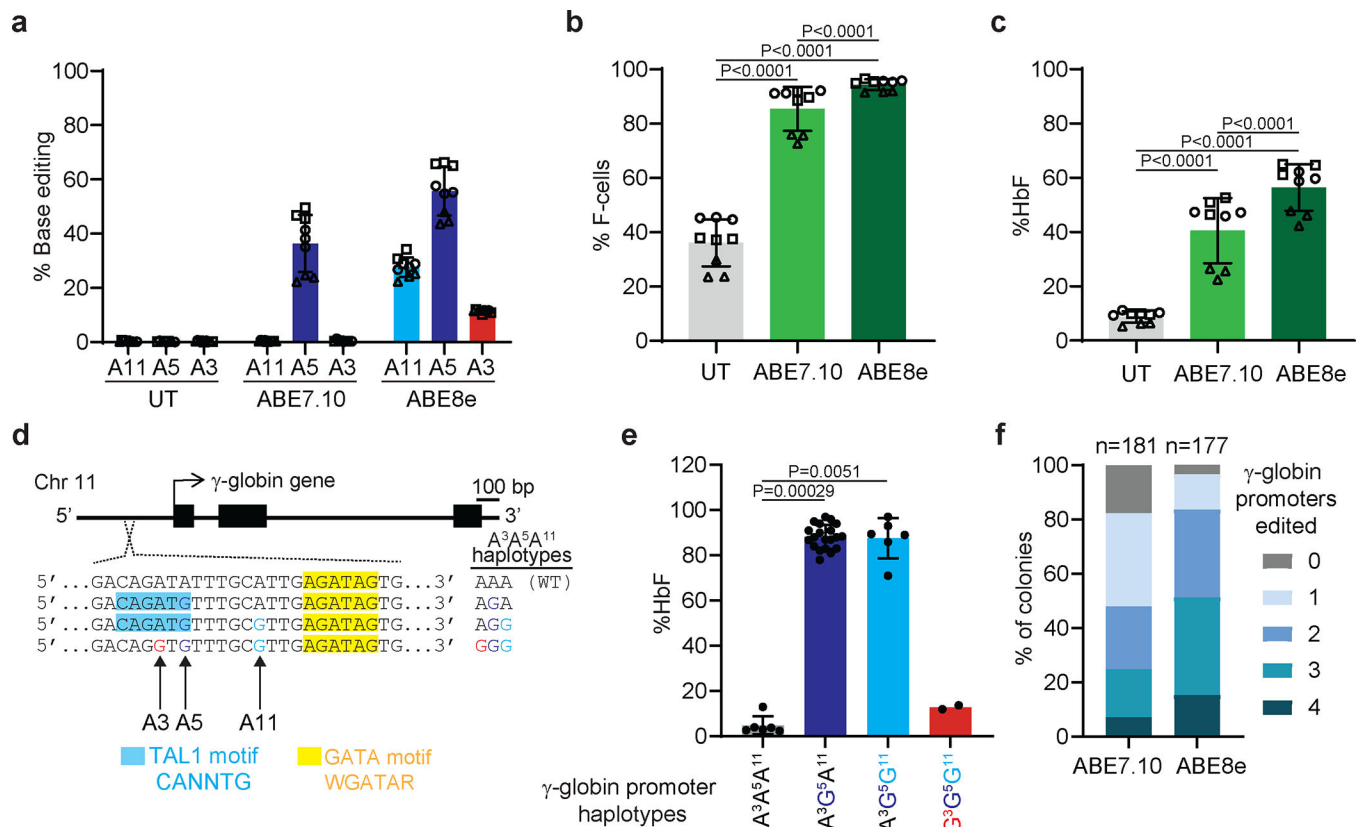 a
% Base editing
100
80
60
40
20
0
A11 A5 A3 A11 A5 A3 A11 A5 A3
UT ABE7.10 ABE8e
b
P<0.0001
P<0.0001
P<0.0001
% F-cells
100
80
60
40
20
0
UT ABE7.10 ABE8e
c
P<0.0001
P<0.0001
P<0.0001
%HbF
100
80
60
40
20
0
UT ABE7.10 ABE8e
d
Chr 11
γ-globin gene
100 bp
5' 3'
A³A⁵A¹¹
haplotypes
5' ...GACAGATATTTGCATTGAGATAGTG...3' AAA (WT)
5' ...GACAGATGTTTGCATTGAGATAGTG...3' AGA
5' ...GACAGATGTTTGCGTTGAGATAGTG...3' AGG
5' ...GACAGGTGTTTGCGTTGAGATAGTG...3' GGG
A3 A5 A11
TAL1 motif
CANNTG
GATA motif
WGATAR
e
%HbF
120
100
80
60
40
20
0
P=0.0051
P=0.00029
γ-globin promoter
haplotypes
A³A⁵A¹¹
A³G⁵A¹¹
A³G⁵G¹¹
G³G⁵G¹¹
f
n=181 n=177
% of colonies
100
80
60
40
20
0
ABE7.10 ABE8e
γ-globin
promoters
edited
0
1
2
3
4